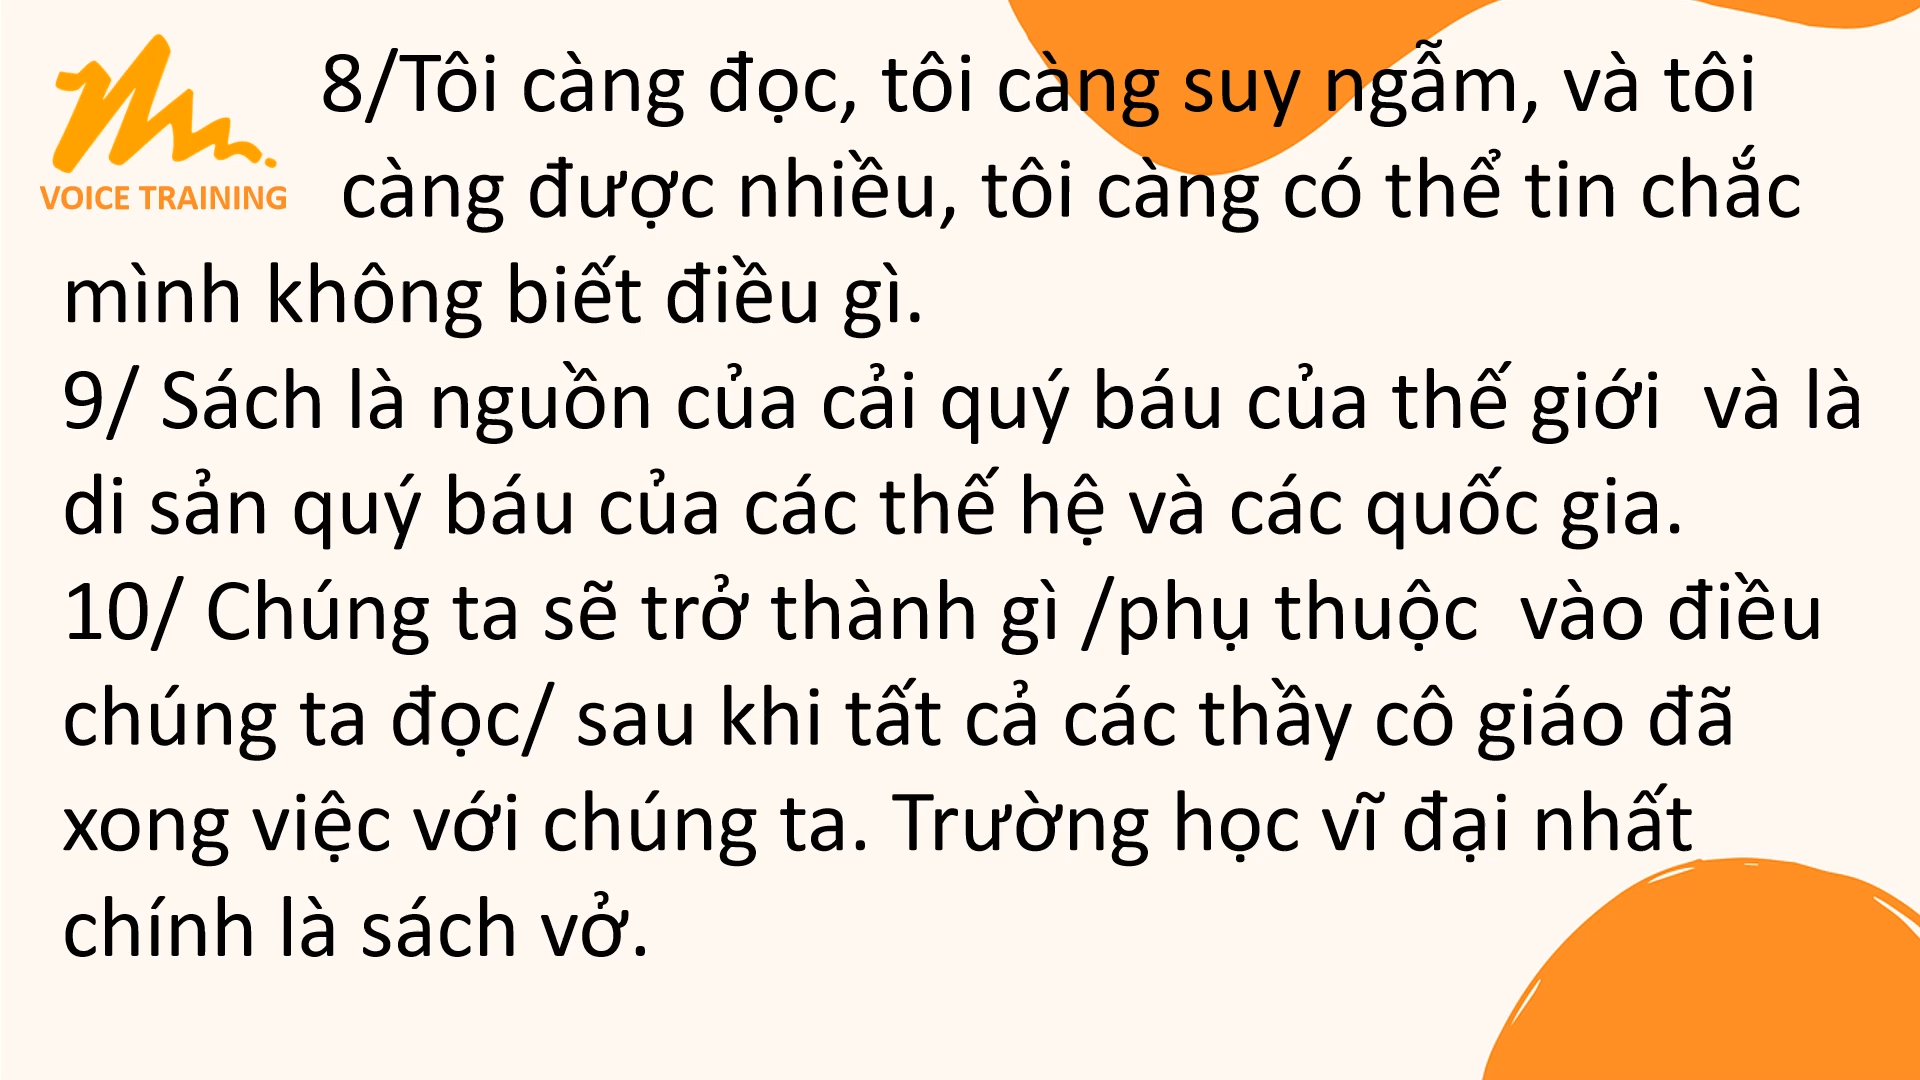 8/Tôi càng đọc, tôi càng suy ngẫm, và tôi
VOICE TRAINING
càng được nhiều, tôi càng có thể tin chắc
mình không biết điều gì.
9/ Sách là nguồn của cải quý báu của thế giới và là
di sản quý báu của các thế hệ và các quốc gia.
10/ Chúng ta sẽ trở thành gì /phụ thuộc vào điều
chúng ta đọc/ sau khi tất cả các thầy cô giáo đã
xong việc với chúng ta. Trường học vĩ đại nhất
chính là sách vở.